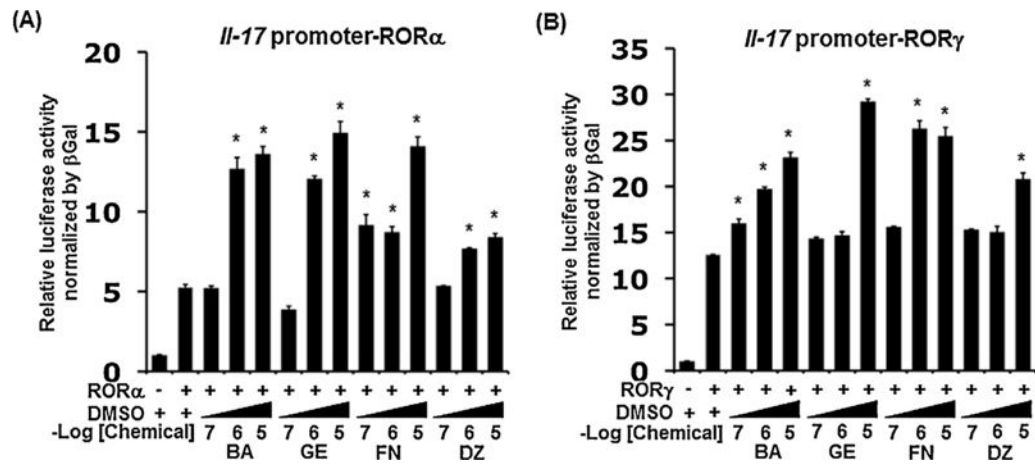 (A)
Il-17 promoter-RORα
Relative luciferase activity
normalized by βGal
20
15
10
5
0
* * * * * * * * *
RORα - + + + + + + + + + + + + +
DMSO + +
-Log [Chemical] 7 6 5 7 6 5 7 6 5 7 6 5
BA GE FN DZ
(B)
Il-17 promoter-RORγ
Relative luciferase activity
normalized by βGal
35
30
25
20
15
10
5
0
* * * * * * *
RORγ - + + + + + + + + + + + + +
DMSO + +
-Log [Chemical] 7 6 5 7 6 5 7 6 5 7 6 5
BA GE FN DZ